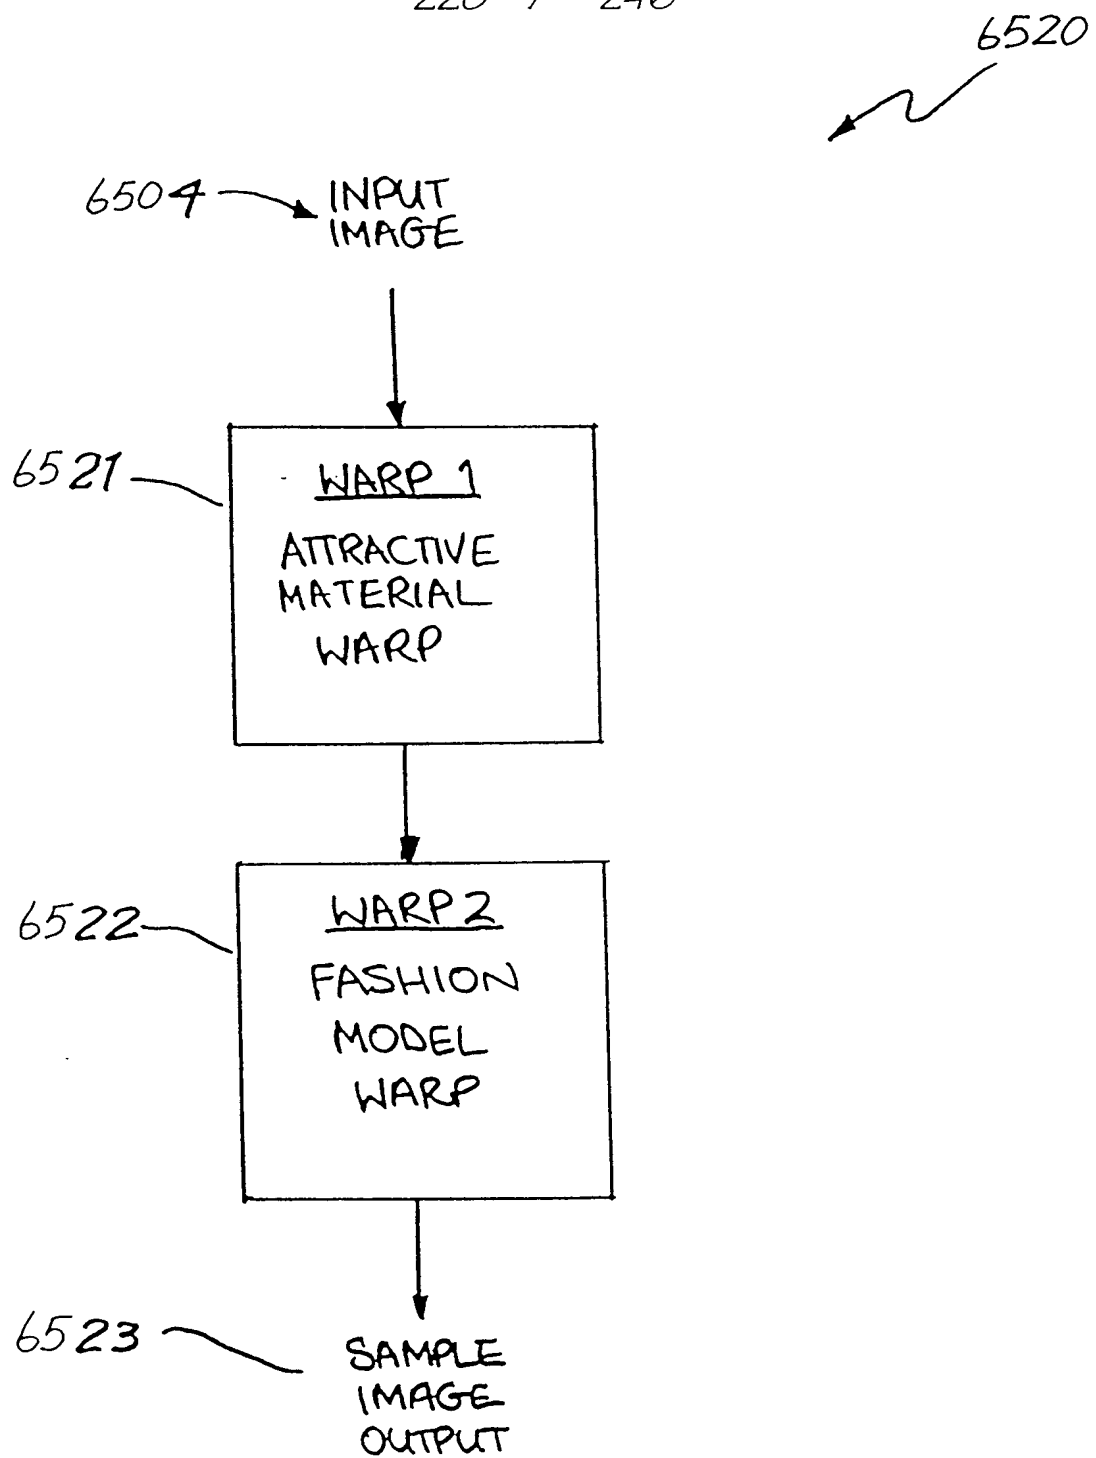 6520
6504
INPUT
IMAGE
6521
WARP 1
ATTRACTIVE
MATERIAL
WARP
6522
WARP 2
FASHION
MODEL
WARP
6523
SAMPLE
IMAGE
OUTPUT